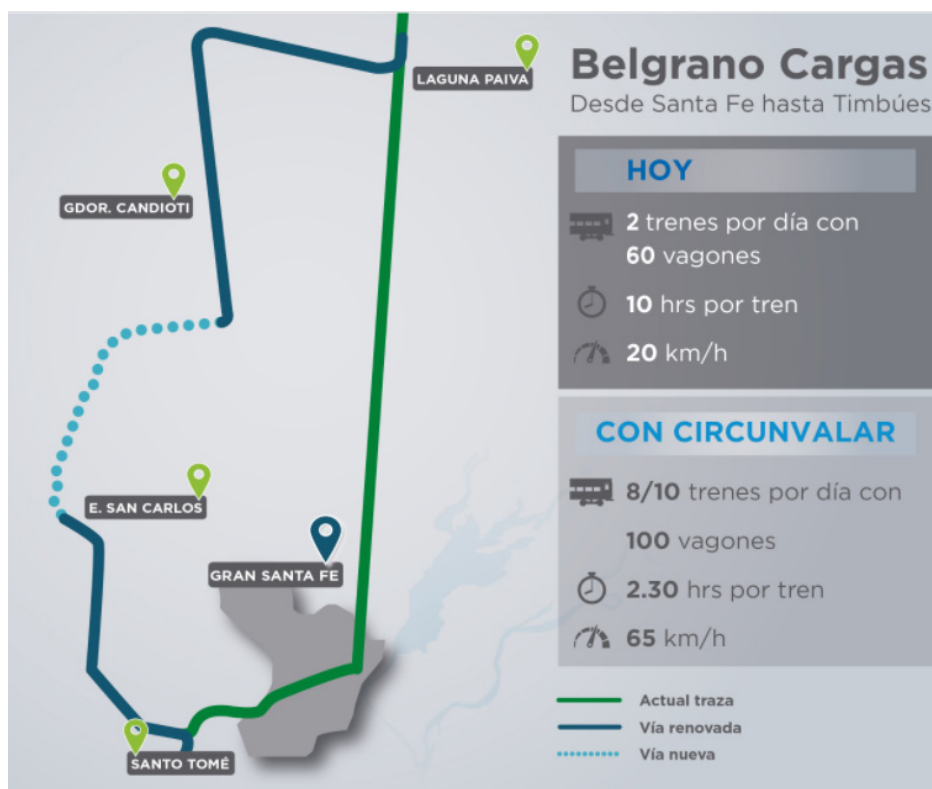 LAGUNA PAIVA
GDOR. CANDIOTI
E. SAN CARLOS
GRAN SANTA FE
SANTO TOMÉ
Belgrano Cargas
Desde Santa Fe hasta Timbúes
HOY
2 trenes por día con
60 vagones
10 hrs por tren
20 km/h
CON CIRCUNVALAR
8/10 trenes por día con
100 vagones
2.30 hrs por tren
65 km/h
Actual traza
Vía renovada
Vía nueva